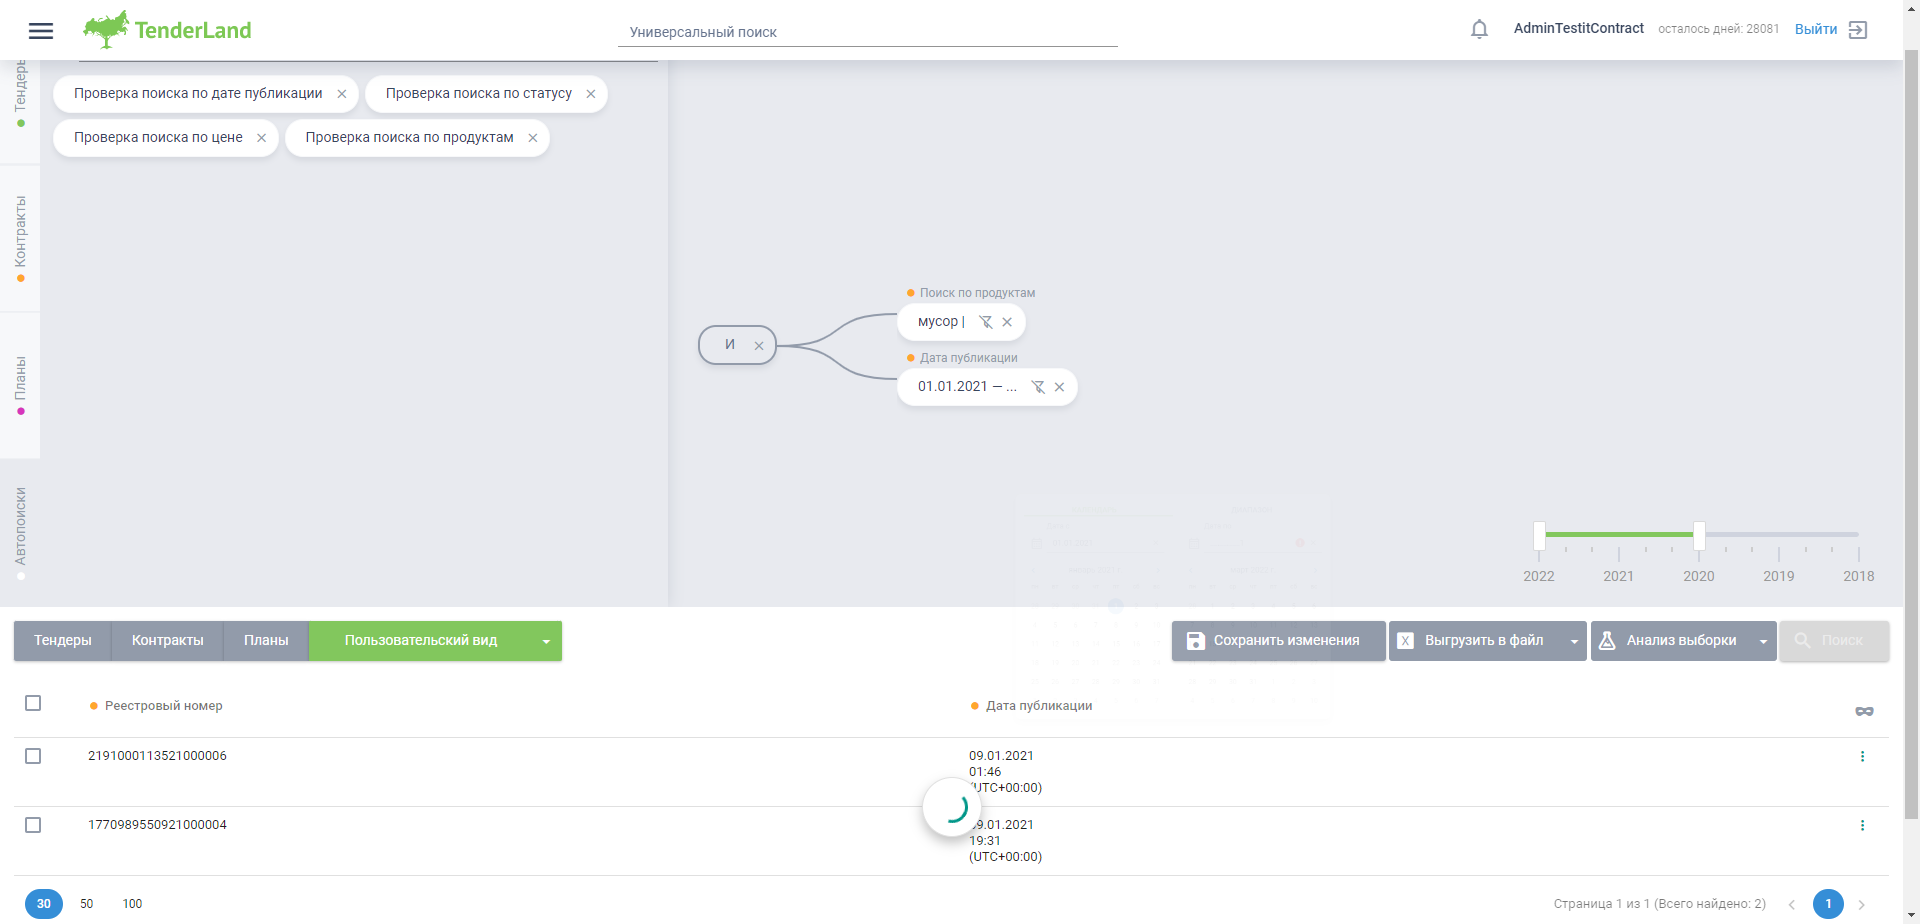 TenderLand
Универсальный поиск
AdminTestitContract
осталось дней: 28081
Выйти
Тендеры
Контракты
Планы
Автопоиски
Проверка поиска по дате публикации
Проверка поиска по статусу
Проверка поиска по цене
Проверка поиска по продуктам
И
Поиск по продуктам
мусор |
Дата публикации
01.01.2021 — ...
2022 2021 2020 2019 2018
Тендеры Контракты Планы Пользовательский вид
Сохранить изменения X Выгрузить в файл Анализ выборки Поиск
Реестровый номер Дата публикации
2191000113521000006 09.01.2021
01:46
(UTC+00:00)
1770989550921000004 09.01.2021
19:31
(UTC+00:00)
30 50 100
Страница 1 из 1 (Всего найдено: 2) 1